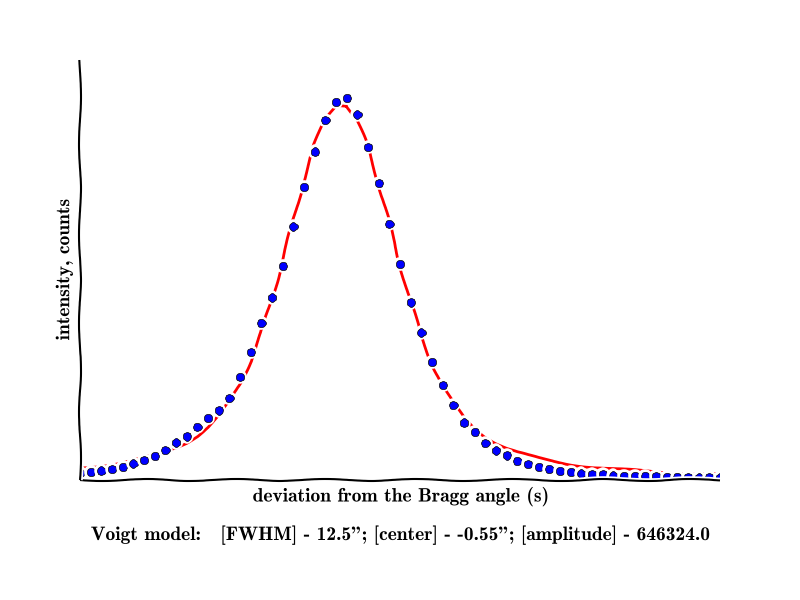 intensity, counts
deviation from the Bragg angle (s)
Voigt model: [FWHM] - 12.5”; [center] - -0.55”; [amplitude] - 646324.0